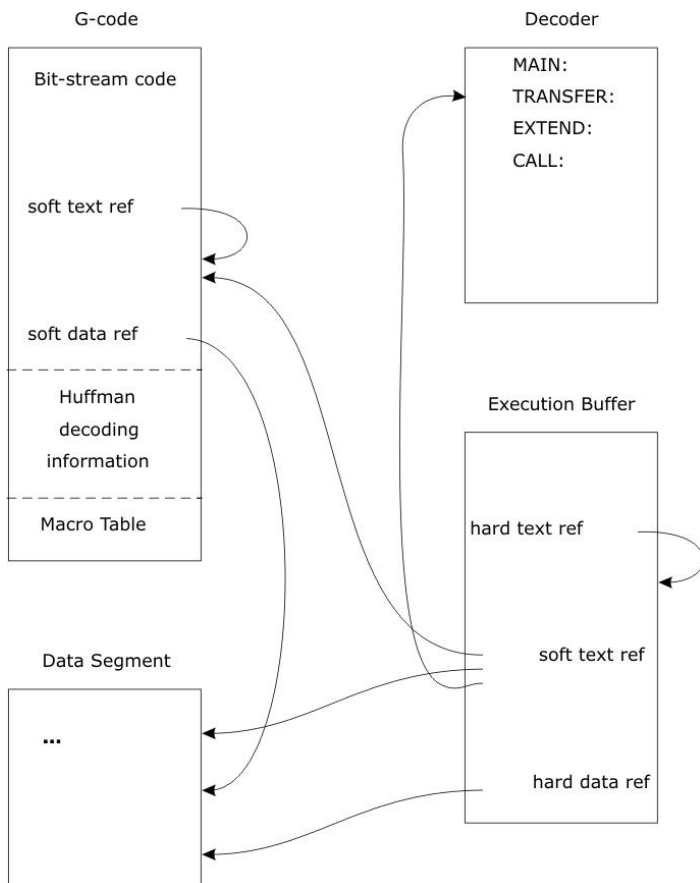 G-code
Bit-stream code
soft text ref
soft data ref
Huffman
decoding
information
Macro Table
Data Segment
...
Decoder
MAIN:
TRANSFER:
EXTEND:
CALL:
Execution Buffer
hard text ref
soft text ref
hard data ref